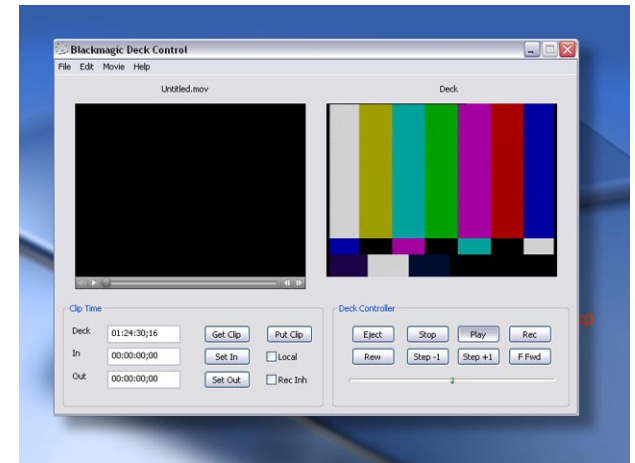 Blackmagic Deck Control
File Edit Movie Help
Untitled.mov Deck
Clip Time
Deck 01:24:30;16 Get Clip Put Clip
In 00:00:00;00 Set In Local
Out 00:00:00;00 Set Out Rec Inh
Deck Controller
Eject Stop Play Rec
Rew Step -1 Step +1 F Fwd